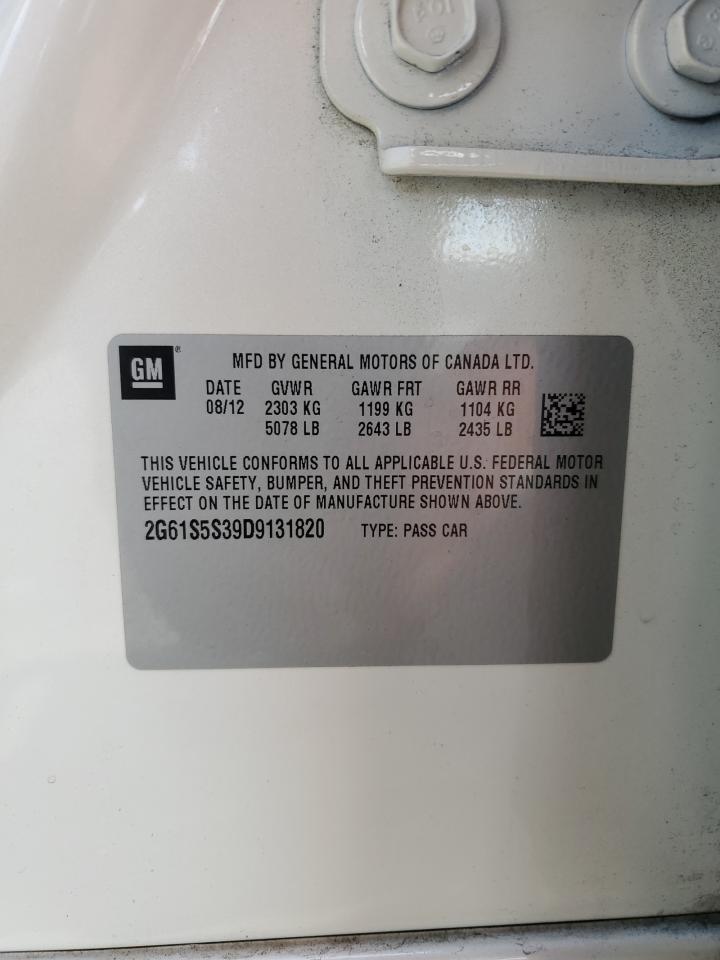 GM ®
MFD BY GENERAL MOTORS OF CANADA LTD.
DATE GVWR GAWR FRT GAWR RR
08/12 2303 KG 1199 KG 1104 KG
5078 LB 2643 LB 2435 LB
THIS VEHICLE CONFORMS TO ALL APPLICABLE U.S. FEDERAL MOTOR
VEHICLE SAFETY, BUMPER, AND THEFT PREVENTION STANDARDS IN
EFFECT ON THE DATE OF MANUFACTURE SHOWN ABOVE.
2G61S5S39D9131820 TYPE: PASS CAR